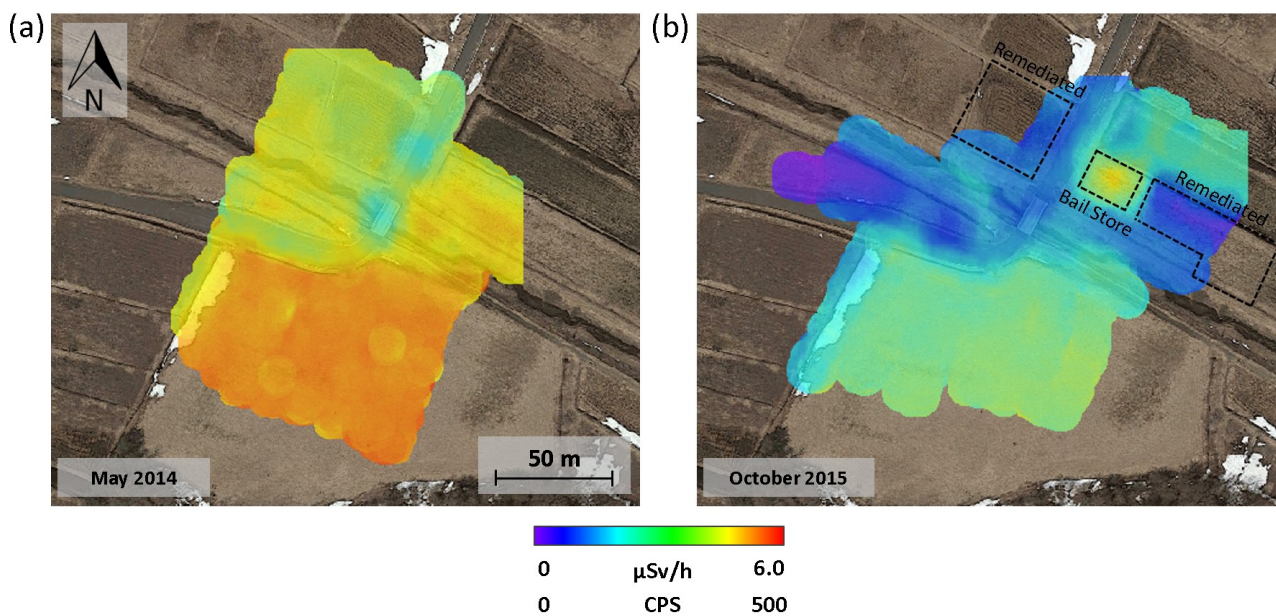 (a)
N
May 2014
50 m
(b)
Remediated
Bail Store
Remediated
October 2015
0 μSv/h 6.0
0 CPS 500